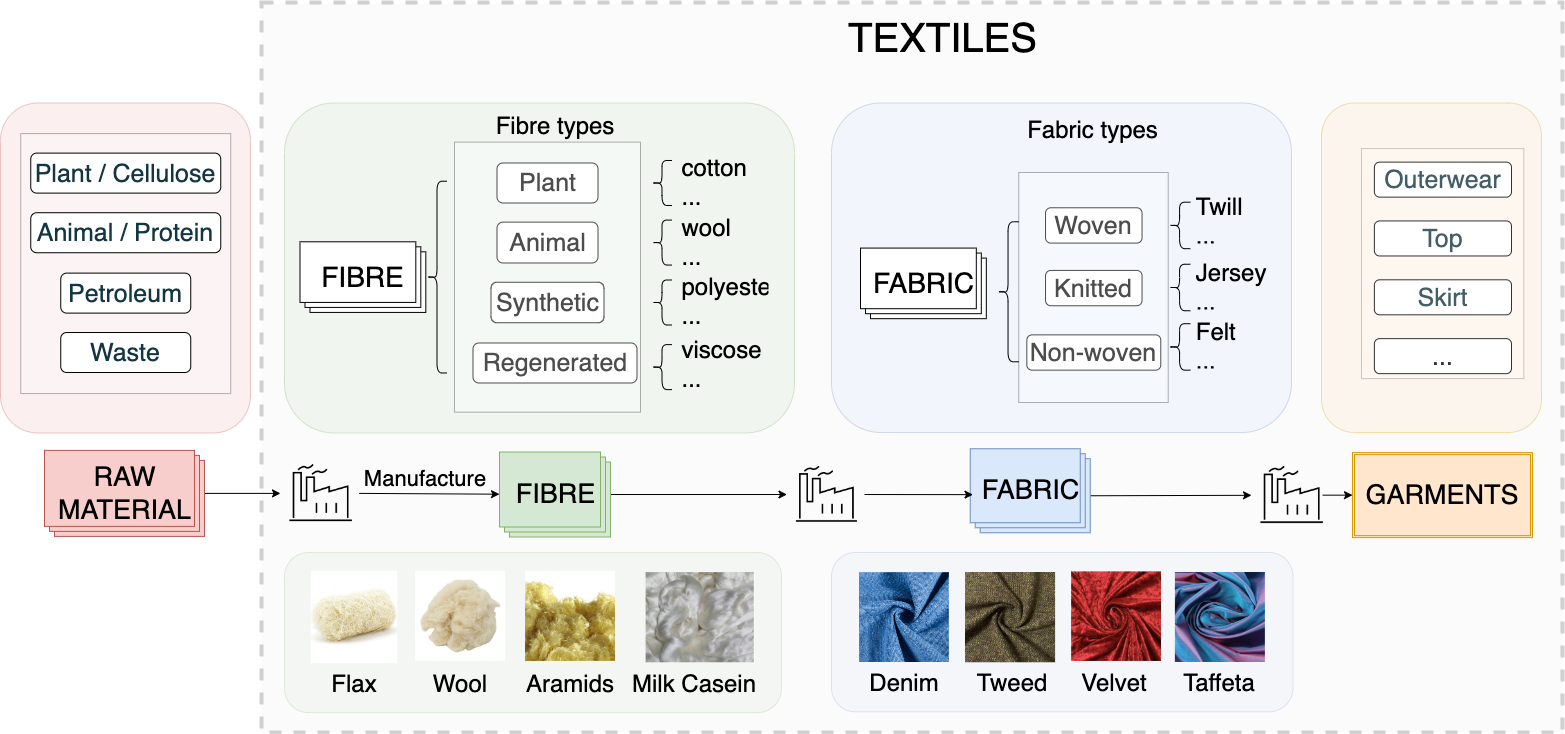 TEXTILES
Plant / Cellulose
Animal / Protein
Petroleum
Waste
Fibre types
FIBRE
Plant
Animal
Synthetic
Regenerated
cotton
...
wool
...
polyeste
...
viscose
...
Fabric types
FABRIC
Woven
Knitted
Non-woven
Twill
...
Jersey
...
Felt
...
Outerwear
Top
Skirt
...
RAW
MATERIAL
Manufacture
FIBRE
FABRIC
GARMENTS
Flax
Wool
Aramids
Milk Casein
Denim
Tweed
Velvet
Taffeta